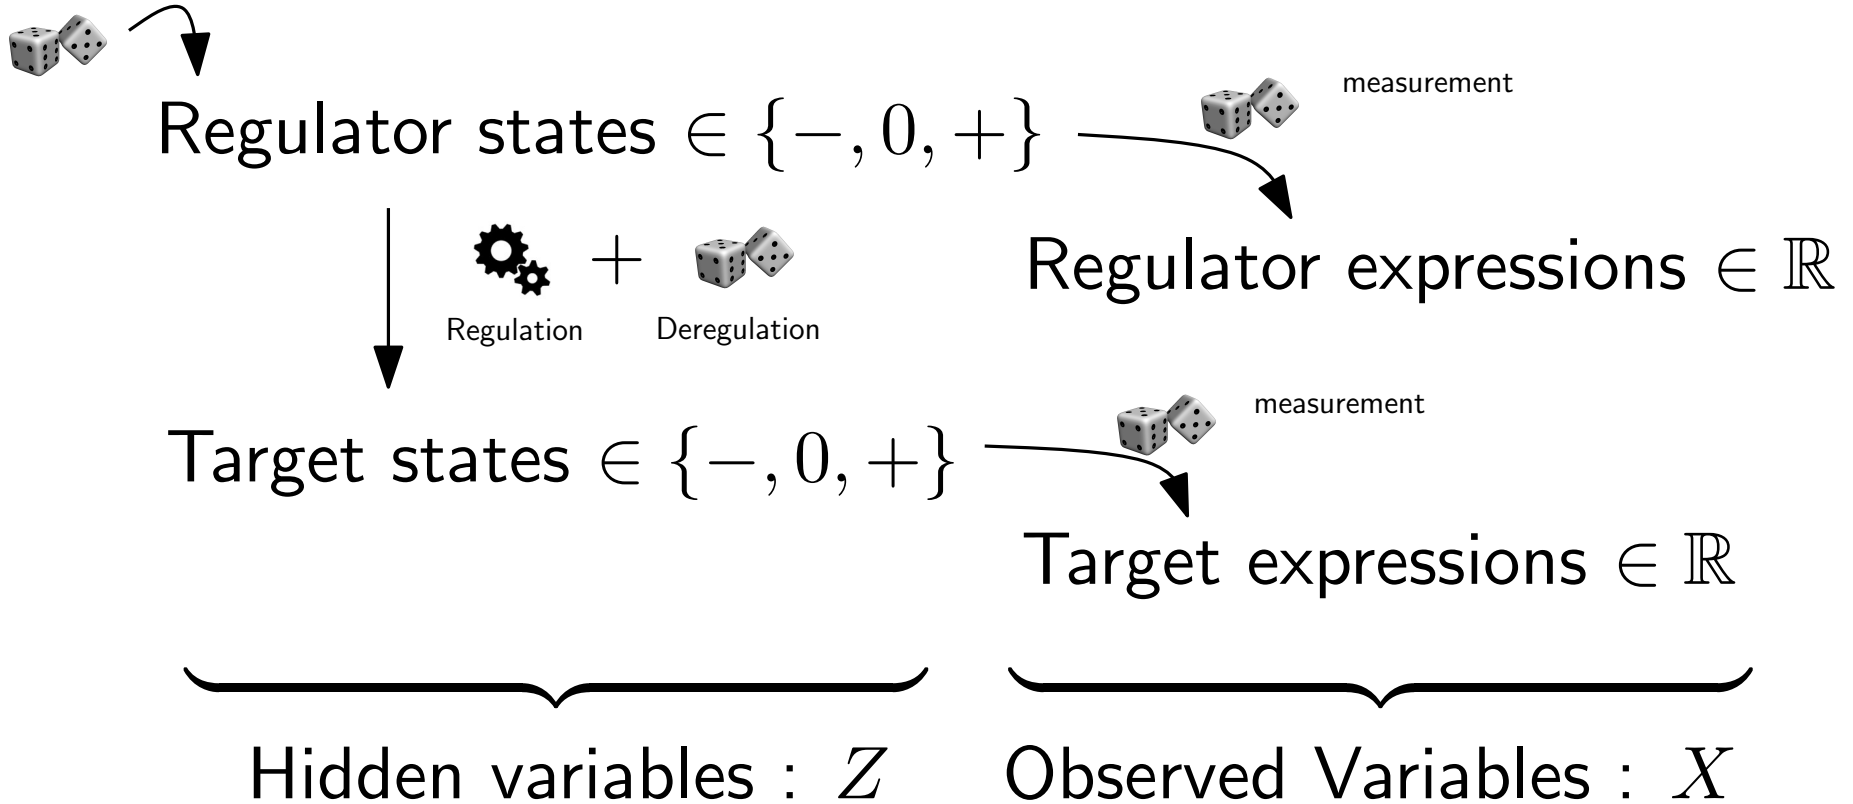 measurement
Regulator states ∈ {−, 0, +}
Regulator expressions ∈ ℝ
+
Regulation Deregulation
measurement
Target states ∈ {−, 0, +}
Target expressions ∈ ℝ
Hidden variables : Z Observed Variables : X